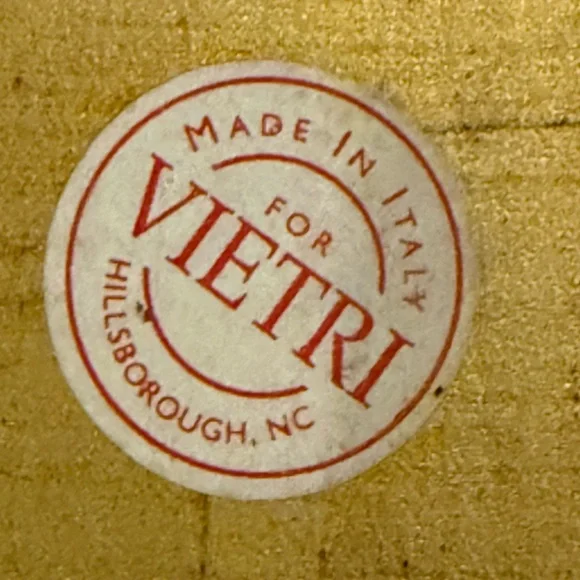 MADE IN ITALY
FOR
VIETRI
HILLSBOROUGH, NC